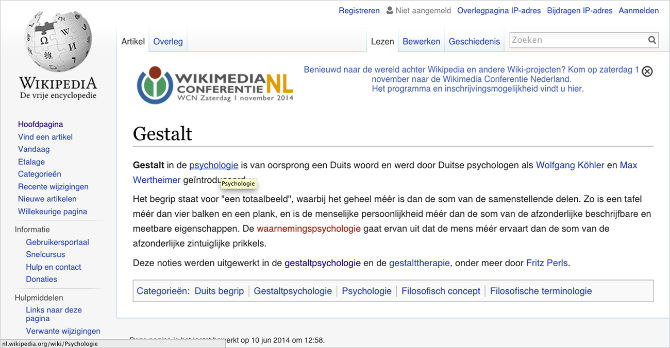 Registreren Niet aangemeld Overlegpagina IP-adres Bijdragen IP-adres Aanmelden
Artikel Overleg Lezen Bewerken Geschiedenis Zoeken
WIKIPEDIA
De vrije encyclopedie
WIKIMEDIA
CONFERENTIE NL
WCN Zaterdag 1 november 2014
Benieuwd naar de wereld achter Wikipedia en andere Wiki-projecten? Kom op zaterdag 1
november naar de Wikimedia Conferentie Nederland.
Het programma en inschrijvingsmogelijkheid vindt u hier.
Hoofdpagina
Vind een artikel
Vandaag
Etalage
Categorieën
Recente wijzigingen
Nieuwe artikelen
Willekeurige pagina
Informatie
Gebruikersportaal
Snelcursus
Hulp en contact
Donaties
Hulpmiddelen
Links naar deze
pagina
Verwante wijzigingen
nl.wikipedia.org/wiki/Psychologie
Gestalt
Gestalt in de psychologie is van oorsprong een Duits woord en werd door Duitse psychologen als Wolfgang Köhler en Max
Wertheimer geïntroduceerd.
Psychologie
Het begrip staat voor "een totaalbeeld", waarbij het geheel méér is dan de som van de samenstellende delen. Zo is een tafel
méér dan vier balken en een plank, en is de menselijke persoonlijkheid méér dan de som van de afzonderlijke beschrijfbare en
meetbare eigenschappen. De waarnemingspsychologie gaat ervan uit dat de mens méér ervaart dan de som van de
afzonderlijke zintuiglijke prikkels.
Deze noties werden uitgewerkt in de gestaltpsychologie en de gestalttherapie, onder meer door Fritz Perls.
Categorieën: Duits begrip | Gestaltpsychologie | Psychologie | Filosofisch concept | Filosofische terminologie
Deze pagina is het laatst bewerkt op 10 jun 2014 om 12:58.